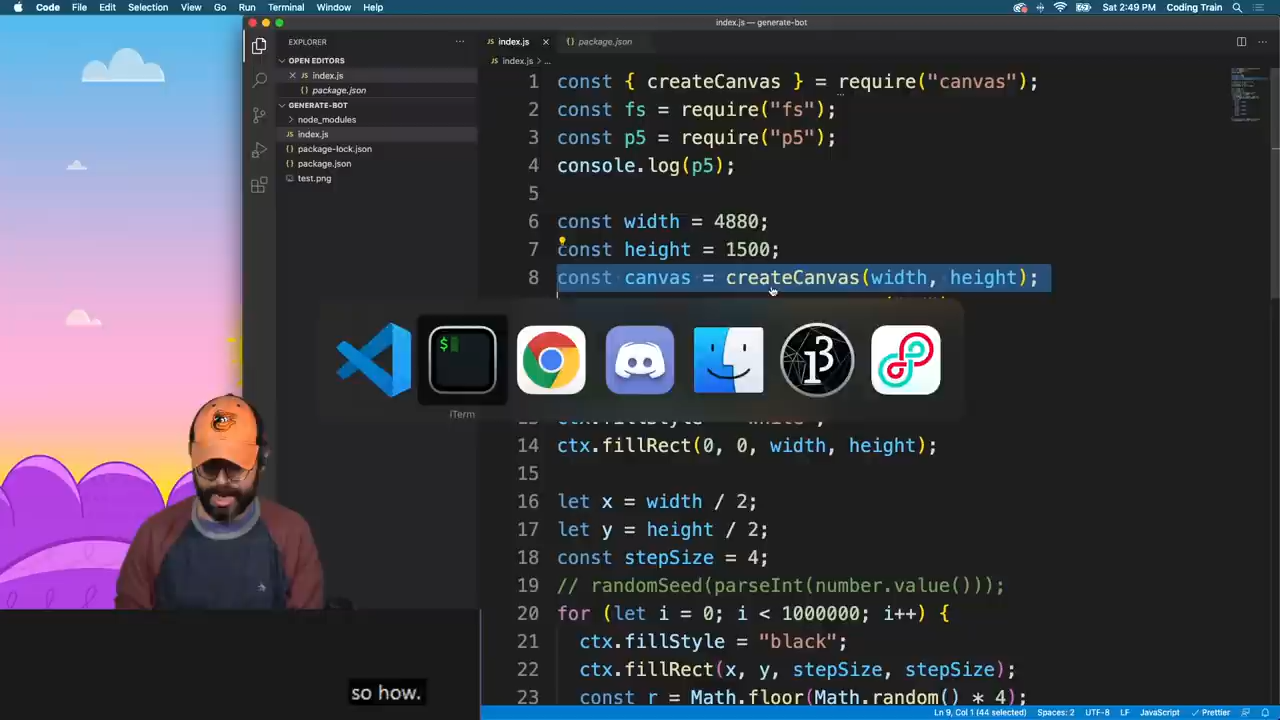 Code File Edit Selection View Go Run Terminal Window Help
Sat 2:49 PM Coding Train
index.js — generate-bot
EXPLORER
OPEN EDITORS
index.js
package.json
GENERATE-BOT
node_modules
index.js
package-lock.json
package.json
test.png
index.js package.json
index.js > ...
1 const { createCanvas } = require("canvas");
2 const fs = require("fs");
3 const p5 = require("p5");
4 console.log(p5);
5
6 const width = 4880;
7 const height = 1500;
8 const canvas = createCanvas(width, height);
$
iTerm
14 ctx.fillRect(0, 0, width, height);
15
16 let x = width / 2;
17 let y = height / 2;
18 const stepSize = 4;
19 // randomSeed(parseInt(number.value()));
20 for (let i = 0; i < 1000000; i++) {
21 ctx.fillStyle = "black";
22 ctx.fillRect(x, y, stepSize, stepSize);
23 const r = Math.floor(Math.random() * 4);
so how.
Ln 9, Col 1 (44 selected) Spaces: 2 UTF-8 LF JavaScript Prettier